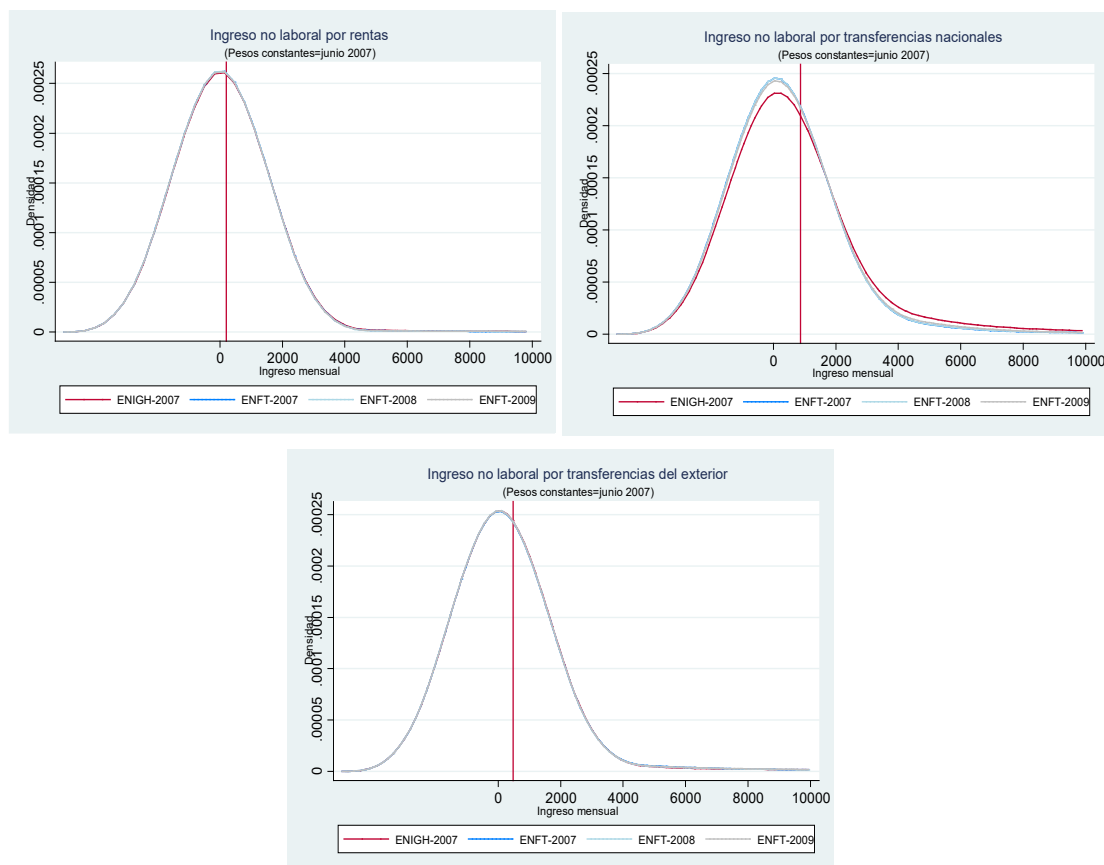 Ingreso no laboral por rentas
(Pesos constantes=junio 2007)
Densidad
0 .00005 .0001 .00015 .0002 .00025
0 2000 4000 6000 8000 10000
Ingreso mensual
ENIGH-2007 ENFT-2007 ENFT-2008 ENFT-2009
Ingreso no laboral por transferencias nacionales
(Pesos constantes=junio 2007)
Densidad
0 .00005 .0001 .00015 .0002 .00025
0 2000 4000 6000 8000 10000
Ingreso mensual
ENIGH-2007 ENFT-2007 ENFT-2008 ENFT-2009
Ingreso no laboral por transferencias del exterior
(Pesos constantes=junio 2007)
Densidad
0 .00005 .0001 .00015 .0002 .00025
0 2000 4000 6000 8000 10000
Ingreso mensual
ENIGH-2007 ENFT-2007 ENFT-2008 ENFT-2009